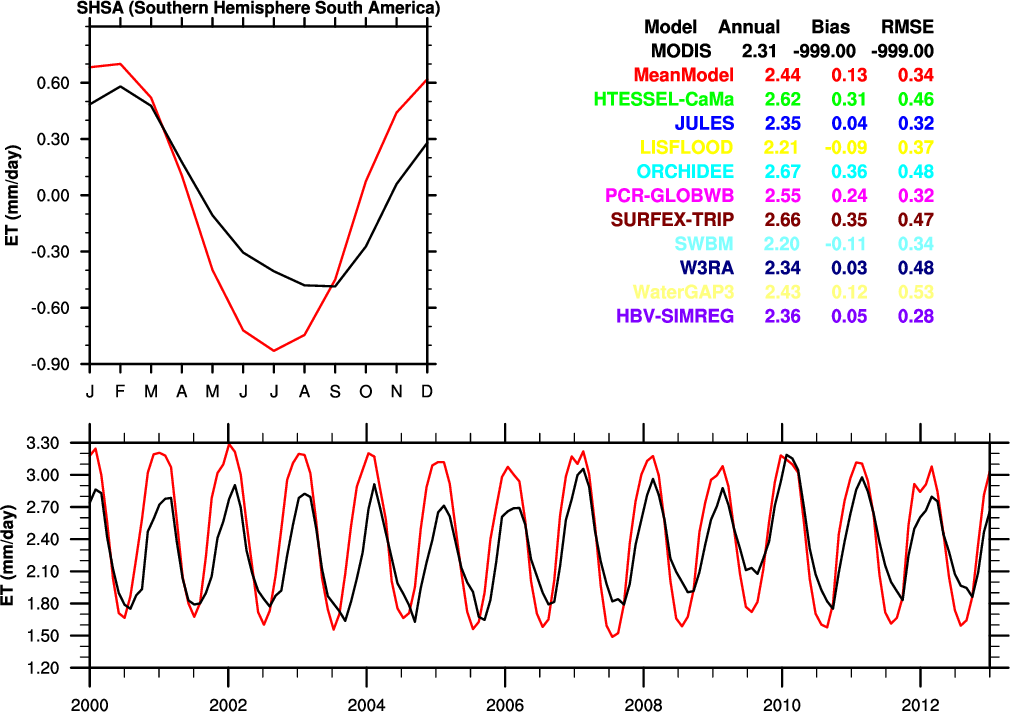 SHSA (Southern Hemisphere South America)
ET (mm/day)
0.60
0.30
0.00
-0.30
-0.60
-0.90
J F M A M J J A S O N D
Model Annual Bias RMSE
MODIS 2.31 -999.00 -999.00
MeanModel 2.44 0.13 0.34
HTESSEL-CaMa 2.62 0.31 0.46
JULES 2.35 0.04 0.32
LISFLOOD 2.21 -0.09 0.37
ORCHIDEE 2.67 0.36 0.48
PCR-GLOBWB 2.55 0.24 0.32
SURFEX-TRIP 2.66 0.35 0.47
SWBM 2.20 -0.11 0.34
W3RA 2.34 0.03 0.48
WaterGAP3 2.43 0.12 0.53
HBV-SIMREG 2.36 0.05 0.28
ET (mm/day)
3.30
3.00
2.70
2.40
2.10
1.80
1.50
1.20
2000 2002 2004 2006 2008 2010 2012